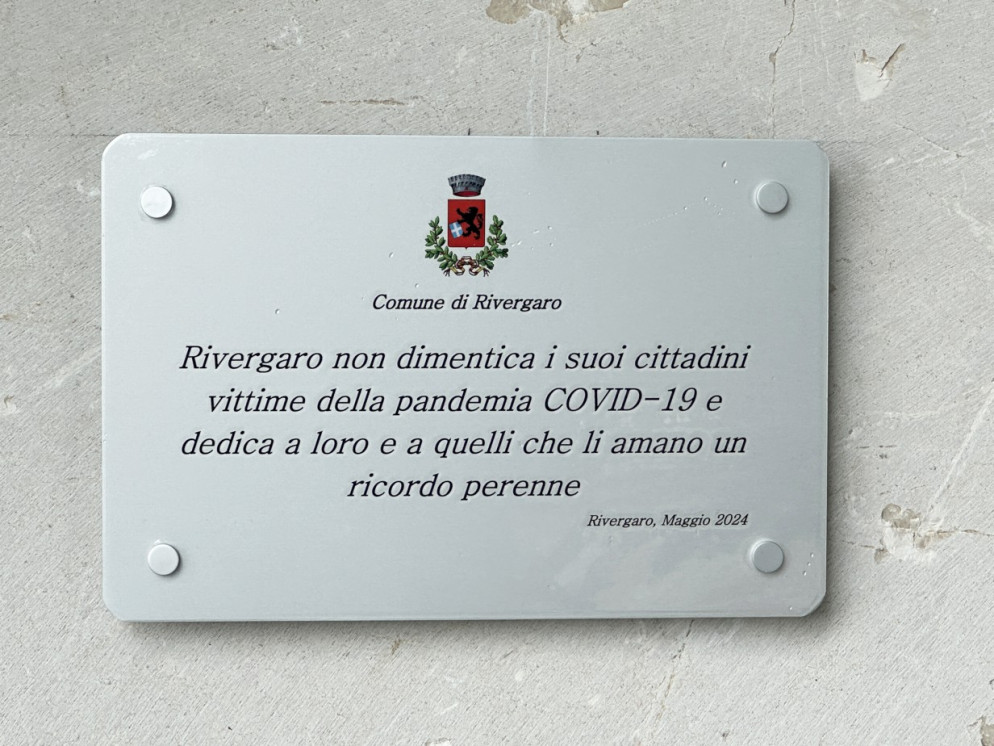 Comune di Rivergaro
Rivergaro non dimentica i suoi cittadini
vittime della pandemia COVID-19 e
dedica a loro e a quelli che li amano un
ricordo perenne
Rivergaro, Maggio 2024